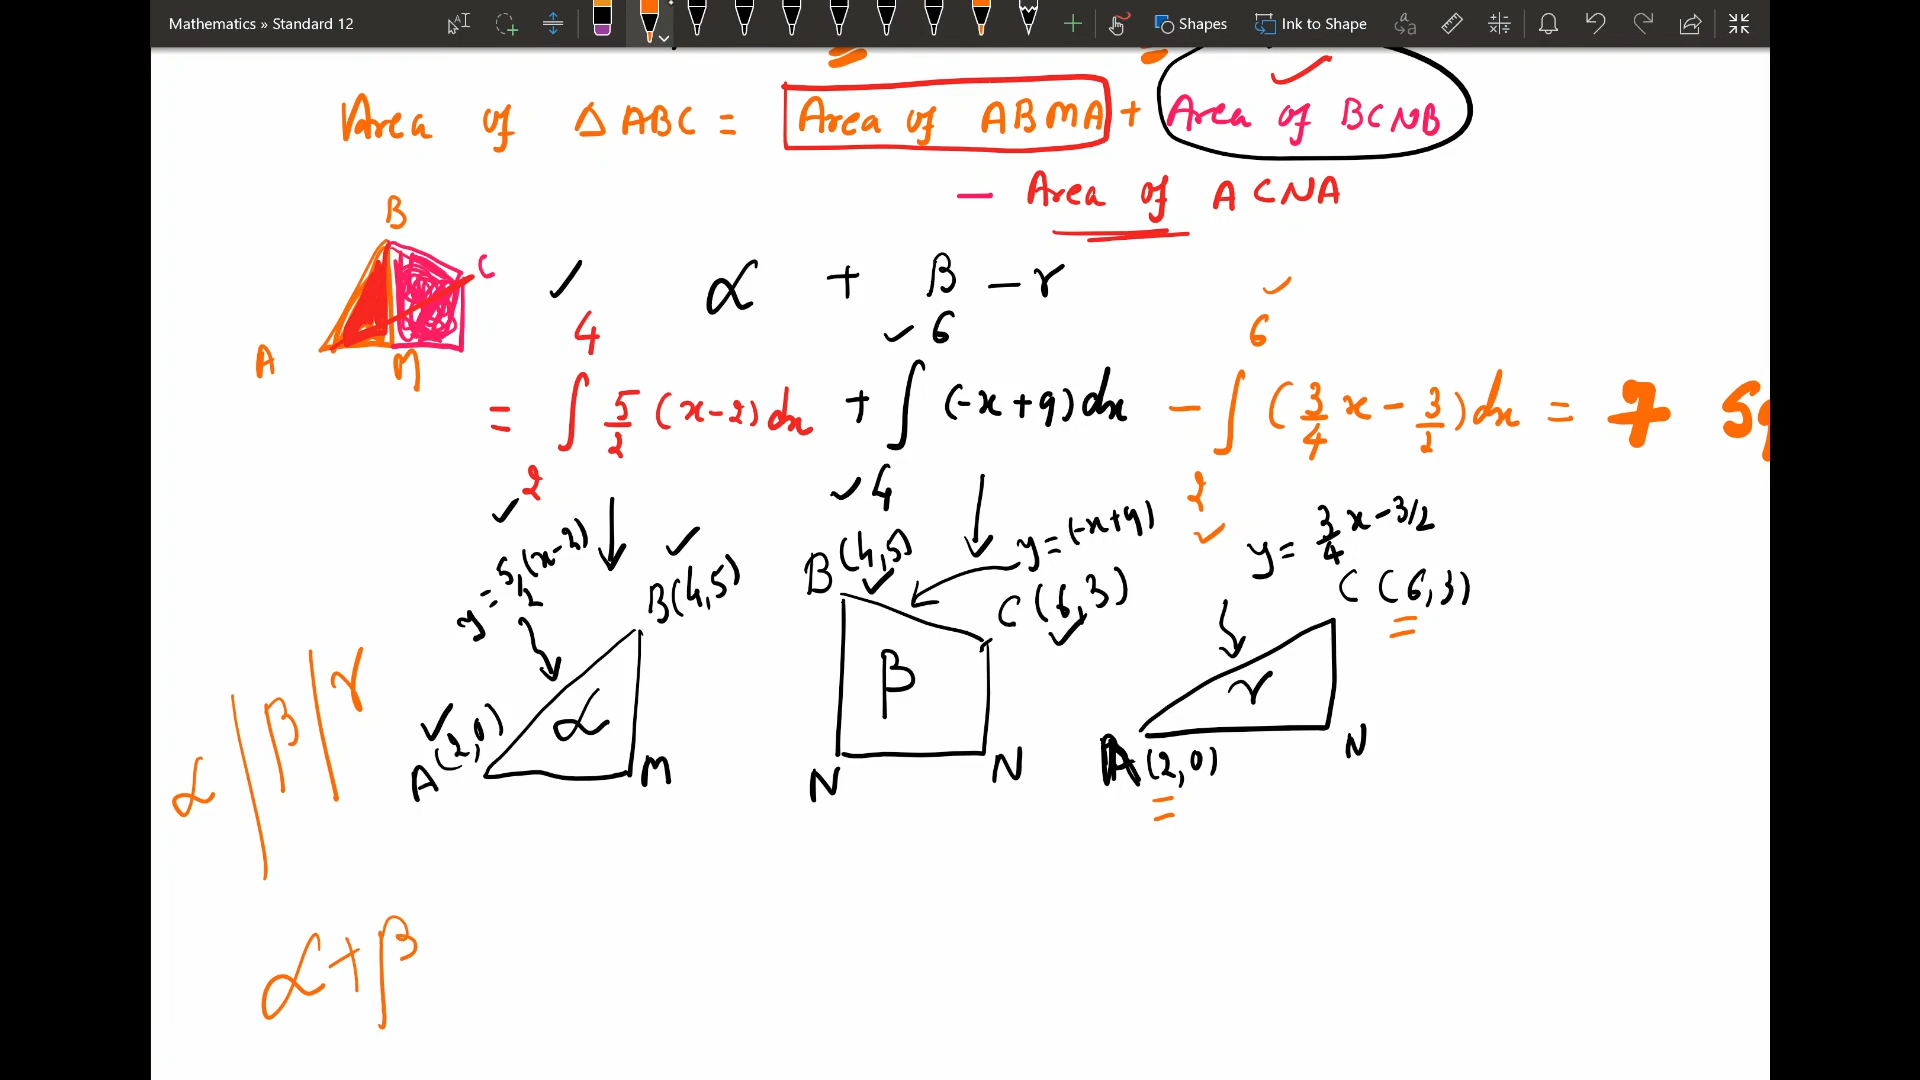 Mathematics » Standard 12
Shapes
Ink to Shape
Area of Δ ABC = Area of ABMA + Area of BCNB
— Area of ACNA
B
C
A
M
α + β - r
= ∫ 2 4 5/2 (x-2)dx + ∫ 4 6 (-x+9)dx - ∫ 2 6 (3/4 x - 3/2)dx = 7 Sq
y = 5/2 (x-2)
B(4,5)
α
A (2,0)
M
B (4,5)
y = (-x+9)
C (6,3)
β
N
N
y = 3/4 x - 3/2
C (6,3)
r
A (2,0)
N
α | β | r
α + β